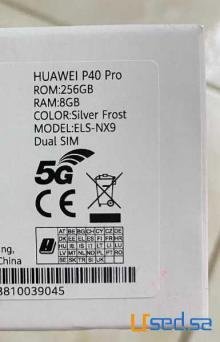 HUAWEI P40 Pro
ROM:256GB
RAM:8GB
COLOR:Silver Frost
MODEL:ELS-NX9
Dual SIM
5G
CE
AT BE BG CH CY CZ DE
DK EE EL ES FI FR HR
HU IE IS IT LI LT LU
LV MT NL NO PL PT RO
SE SI SK TR UK
China
3810039045
Used.sa